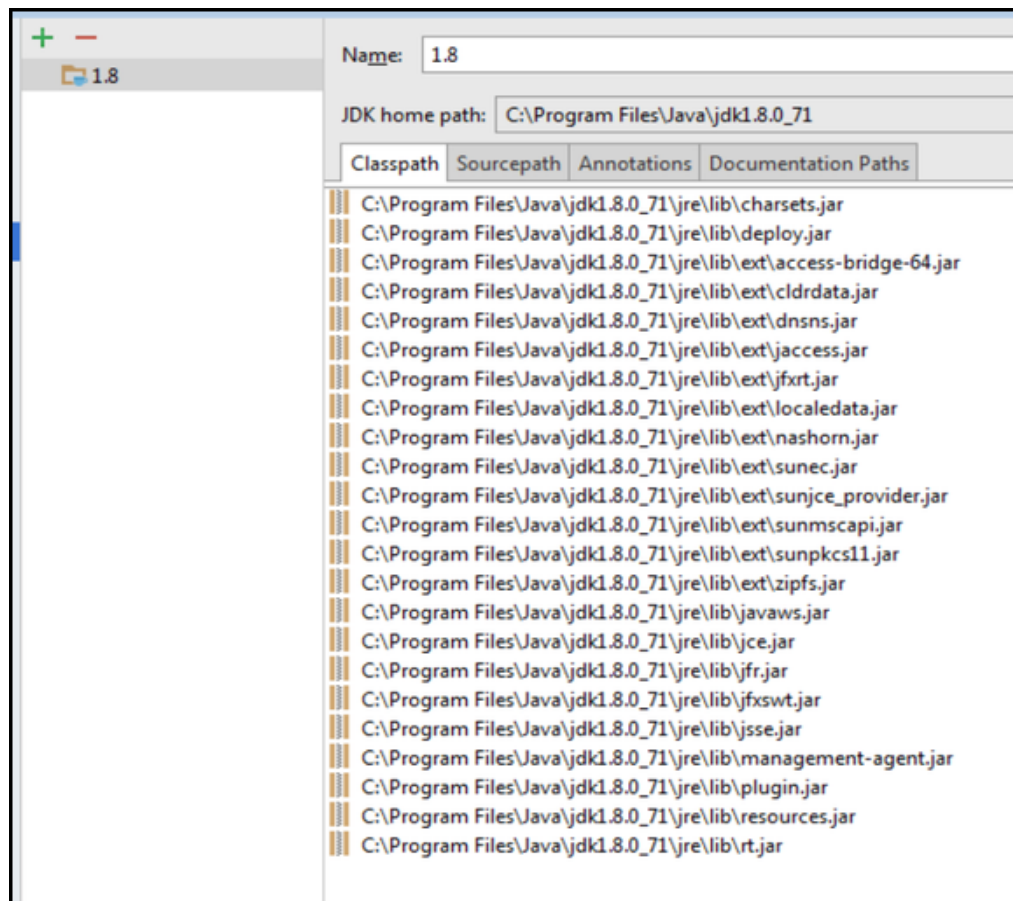 1.8
Name: 1.8
JDK home path: C:\Program Files\Java\jdk1.8.0_71
Classpath Sourcepath Annotations Documentation Paths
C:\Program Files\Java\jdk1.8.0_71\jre\lib\charsets.jar
C:\Program Files\Java\jdk1.8.0_71\jre\lib\deploy.jar
C:\Program Files\Java\jdk1.8.0_71\jre\lib\ext\access-bridge-64.jar
C:\Program Files\Java\jdk1.8.0_71\jre\lib\ext\cldrdata.jar
C:\Program Files\Java\jdk1.8.0_71\jre\lib\ext\dnsns.jar
C:\Program Files\Java\jdk1.8.0_71\jre\lib\ext\jaccess.jar
C:\Program Files\Java\jdk1.8.0_71\jre\lib\ext\jfxrt.jar
C:\Program Files\Java\jdk1.8.0_71\jre\lib\ext\localedata.jar
C:\Program Files\Java\jdk1.8.0_71\jre\lib\ext\nashorn.jar
C:\Program Files\Java\jdk1.8.0_71\jre\lib\ext\sunec.jar
C:\Program Files\Java\jdk1.8.0_71\jre\lib\ext\sunjce_provider.jar
C:\Program Files\Java\jdk1.8.0_71\jre\lib\ext\sunmscapi.jar
C:\Program Files\Java\jdk1.8.0_71\jre\lib\ext\sunpkcs11.jar
C:\Program Files\Java\jdk1.8.0_71\jre\lib\ext\zipfs.jar
C:\Program Files\Java\jdk1.8.0_71\jre\lib\javaws.jar
C:\Program Files\Java\jdk1.8.0_71\jre\lib\jce.jar
C:\Program Files\Java\jdk1.8.0_71\jre\lib\jfr.jar
C:\Program Files\Java\jdk1.8.0_71\jre\lib\jfxswt.jar
C:\Program Files\Java\jdk1.8.0_71\jre\lib\jsse.jar
C:\Program Files\Java\jdk1.8.0_71\jre\lib\management-agent.jar
C:\Program Files\Java\jdk1.8.0_71\jre\lib\plugin.jar
C:\Program Files\Java\jdk1.8.0_71\jre\lib\resources.jar
C:\Program Files\Java\jdk1.8.0_71\jre\lib\rt.jar